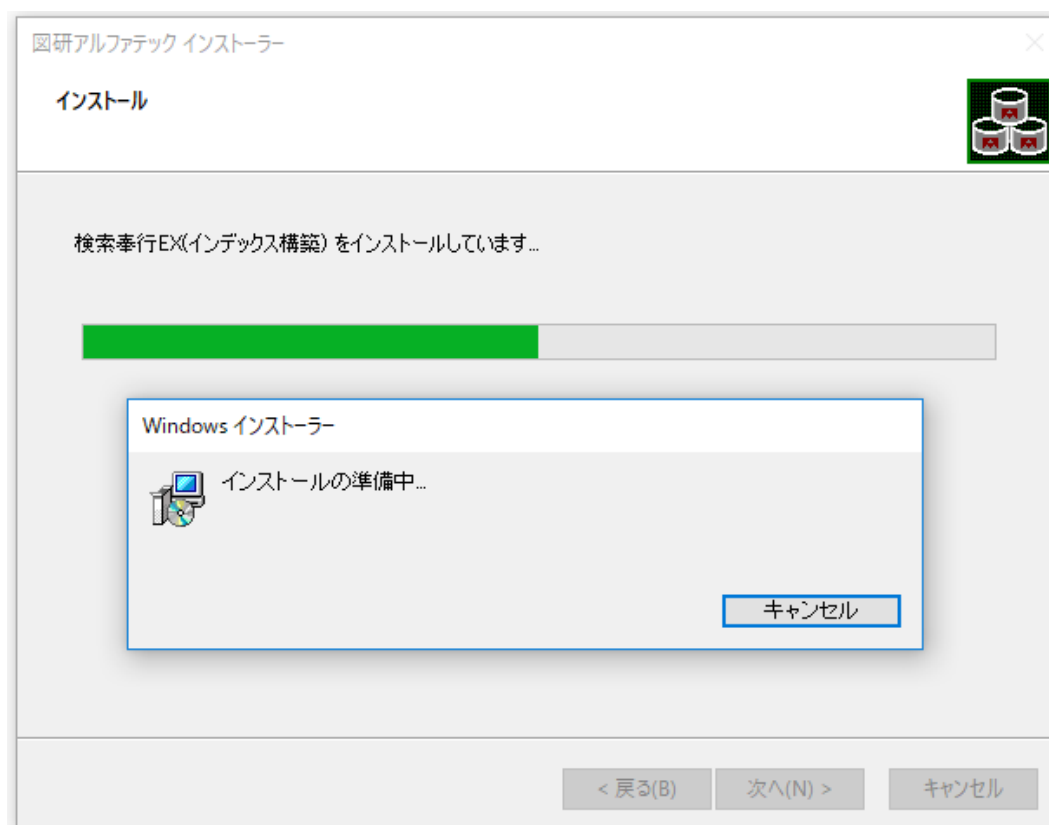 図研アルファテック インストーラー
インストール
検索奉行EX(インデックス構築) をインストールしています...
Windows インストーラー
インストールの準備中...
キャンセル
< 戻る(B)
次へ(N) >
キャンセル